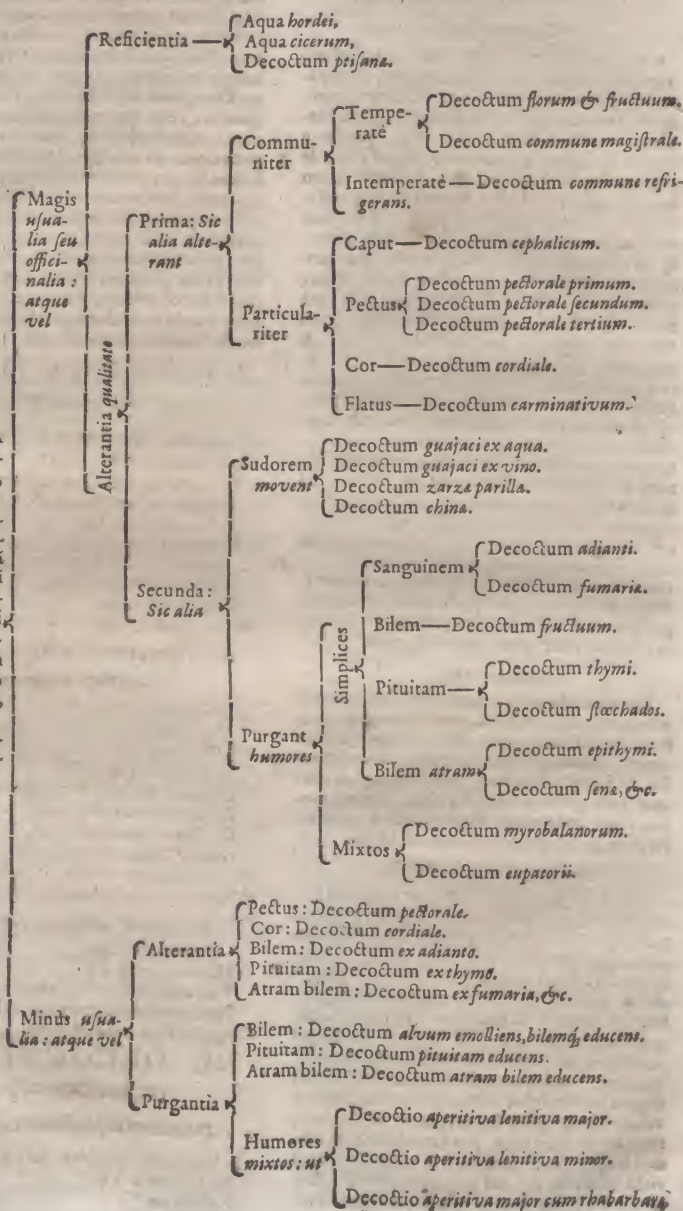 Reficientia
Aqua hordei,
Aqua cicerum,
Decoctum ptiſanæ.
Magis
uſua-
lia ſeu
offici-
nalia :
atque
vel
Alterantia qualitate
Prima: Sic
alia alte-
rant
Commu-
niter
Tempe-
ratè
Decoctum florum & fructuum.
Decoctum commune magiſtrale.
Intemperatè — Decoctum commune refri-
gerans.
Particula-
riter
Caput — Decoctum cephalicum.
Pectus
Decoctum pectorale primum.
Decoctum pectorale ſecundum.
Decoctum pectorale tertium.
Cor — Decoctum cordiale.
Flatus — Decoctum carminativum.
Secunda :
Sic alia
Sudorem
movent
Decoctum guajaci ex aqua.
Decoctum guajaci ex vino.
Decoctum zarzæ parillæ.
Decoctum chinæ.
Purgant
humores
Simplices
Sanguinem
Decoctum adianti.
Decoctum fumariæ.
Bilem — Decoctum fructuum.
Pituitam —
Decoctum thymi.
Decoctum ſtœchados.
Bilem atram
Decoctum epithymi.
Decoctum ſenæ, &c.
Mixtos
Decoctum myrobalanorum.
Decoctum eupatorii.
Minùs uſua-
lia : atque vel
Alterantia
Pectus : Decoctum pectorale.
Cor : Decoctum cordiale.
Bilem : Decoctum ex adianto.
Pituitam : Decoctum ex thymo.
Atram bilem : Decoctum ex fumaria, &c.
Purgantia
Bilem : Decoctum alvum emolliens, bilemq; educens.
Pituitam : Decoctum pituitam educens.
Atram bilem : Decoctum atram bilem educens.
Humores
mixtos : ut
Decoctio aperitiva lenitiva major.
Decoctio aperitiva lenitiva minor.
Decoctio aperitiva major cum rhabarbara,